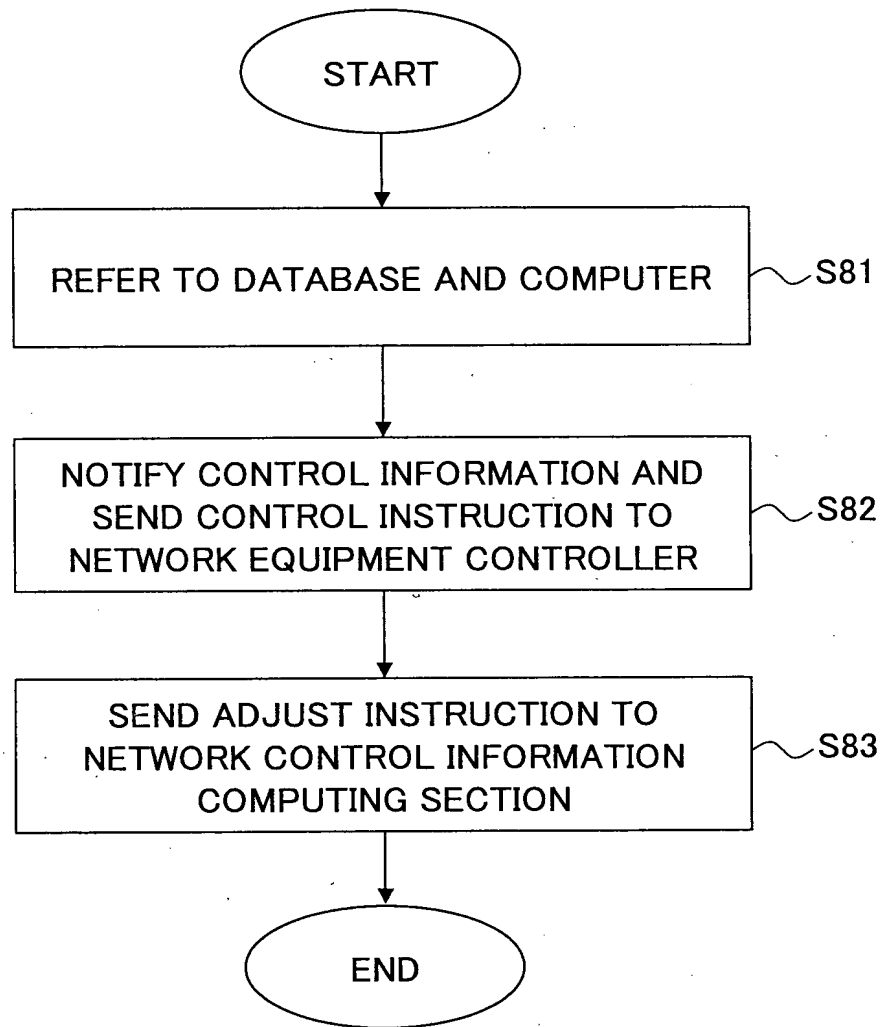 START
REFER TO DATABASE AND COMPUTER
S81
NOTIFY CONTROL INFORMATION AND
SEND CONTROL INSTRUCTION TO
NETWORK EQUIPMENT CONTROLLER
S82
SEND ADJUST INSTRUCTION TO
NETWORK CONTROL INFORMATION
COMPUTING SECTION
S83
END